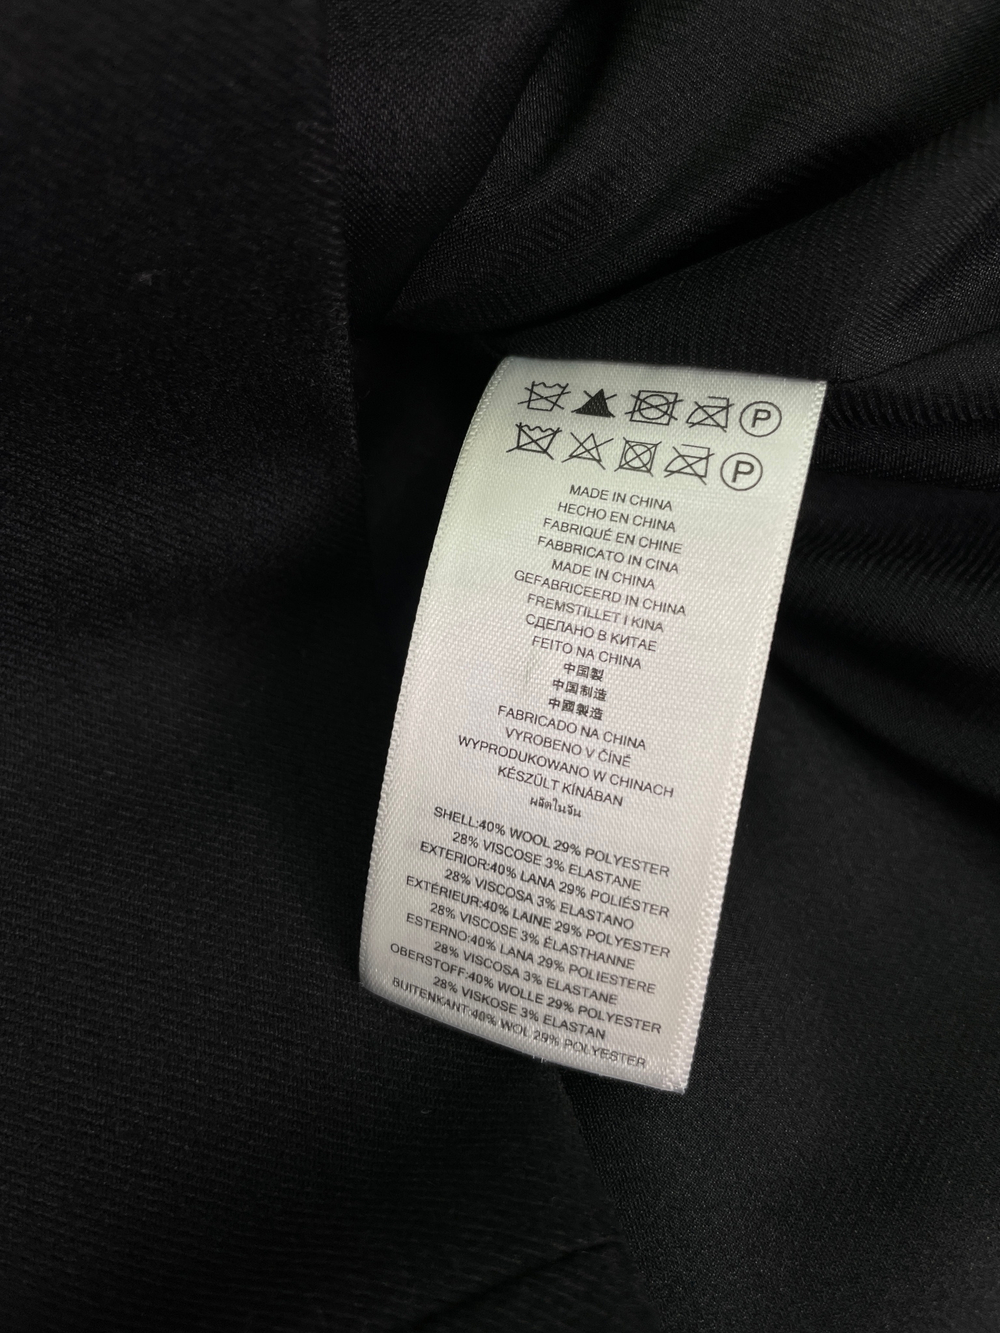 P
P
MADE IN CHINA
HECHO EN CHINA
FABRIQUÉ EN CHINE
FABBRICATO IN CINA
MADE IN CHINA
GEFABRICEERD IN CHINA
FREMSTILLET I KINA
СДЕЛАНО В КИТАЕ
FEITO NA CHINA
中国製
中国制造
中國製造
FABRICADO NA CHINA
VYROBENO V ČÍNĚ
WYPRODUKOWANO W CHINACH
KÉSZÜLT KÍNÁBAN
ผลิตในจีน
SHELL:40% WOOL 29% POLYESTER
28% VISCOSE 3% ELASTANE
EXTERIOR:40% LANA 29% POLIÉSTER
28% VISCOSA 3% ELASTANO
EXTÉRIEUR:40% LAINE 29% POLYESTER
28% VISCOSE 3% ÉLASTHANNE
ESTERNO:40% LANA 29% POLIESTERE
28% VISCOSA 3% ELASTANE
OBERSTOFF:40% WOLLE 29% POLYESTER
28% VISKOSE 3% ELASTAN
BUITENKANT:40% WOL 29% POLYESTER